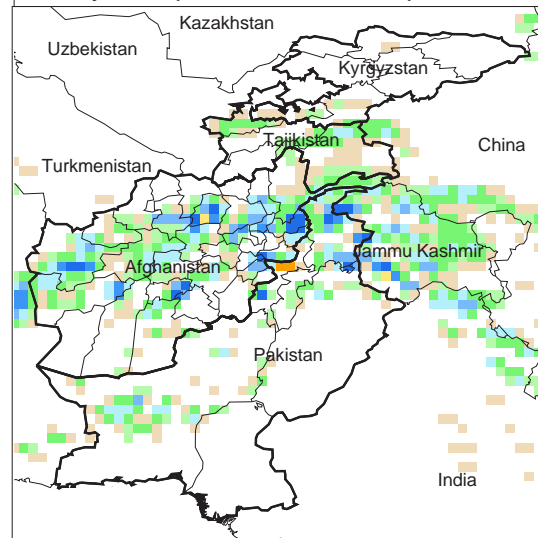 Kazakhstan
Uzbekistan
Kyrgyzstan
Tajikistan
China
Turkmenistan
Jammu Kashmir
Afghanistan
Pakistan
India